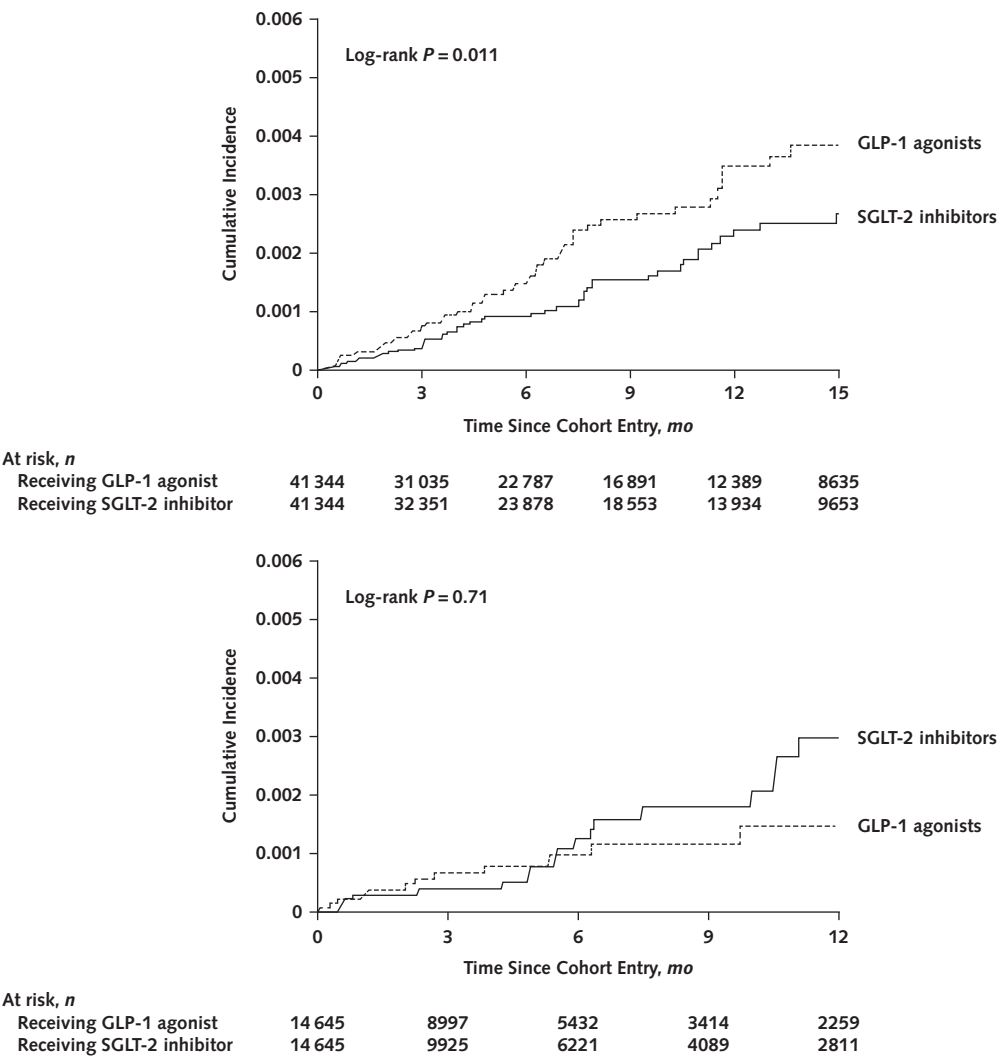 0.006
Log-rank P = 0.011
0.005
0.004
GLP-1 agonists
0.003
SGLT-2 inhibitors
0.002
0.001
0
Cumulative Incidence
0 3 6 9 12 15
Time Since Cohort Entry, mo
At risk, n
Receiving GLP-1 agonist 41 344 31 035 22 787 16 891 12 389 8635
Receiving SGLT-2 inhibitor 41 344 32 351 23 878 18 553 13 934 9653
0.006
Log-rank P = 0.71
0.005
0.004
0.003
SGLT-2 inhibitors
0.002
GLP-1 agonists
0.001
0
Cumulative Incidence
0 3 6 9 12
Time Since Cohort Entry, mo
At risk, n
Receiving GLP-1 agonist 14 645 8997 5432 3414 2259
Receiving SGLT-2 inhibitor 14 645 9925 6221 4089 2811